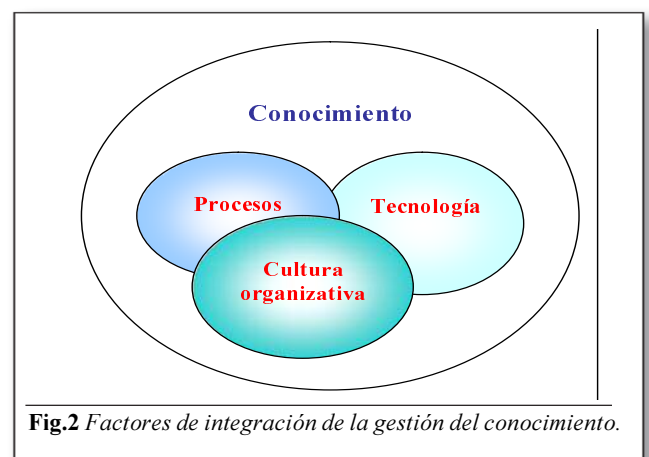 Conocimiento
Procesos
Tecnología
Cultura
organizativa
Fig.2 Factores de integración de la gestión del conocimiento.